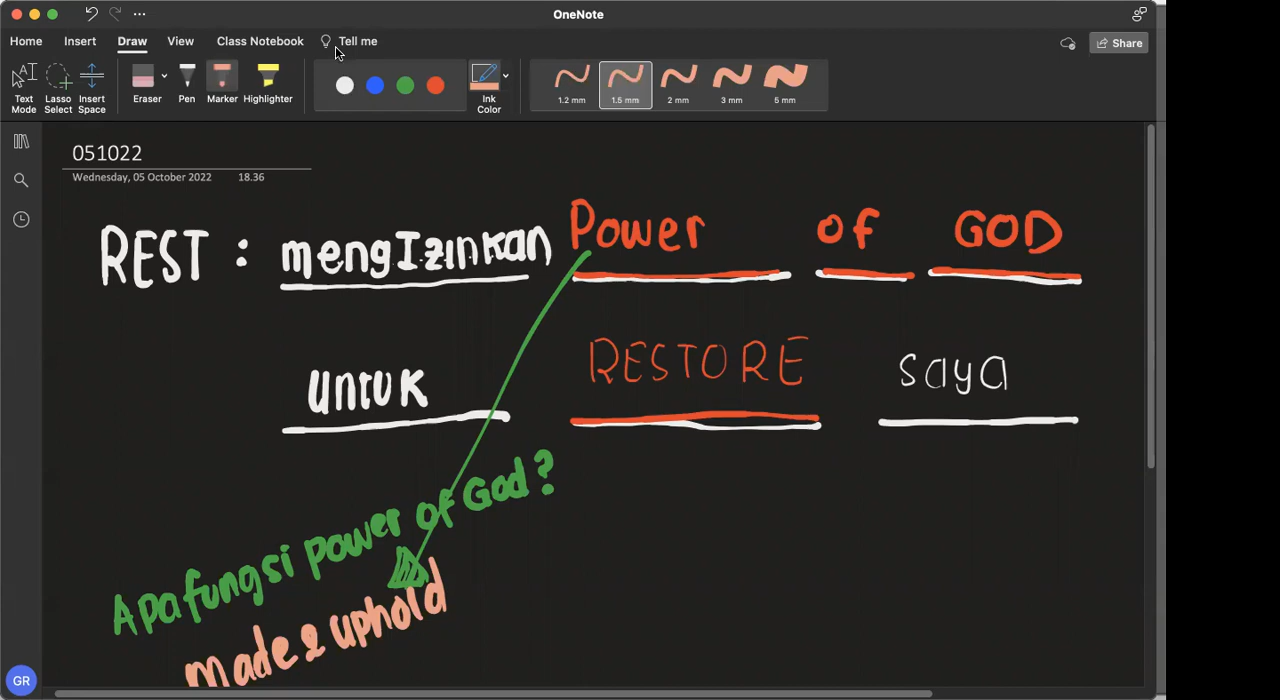 OneNote
Home Insert Draw View Class Notebook Tell me
Share
Text Mode
Lasso Select
Insert Space
Eraser
Pen
Marker
Highlighter
Ink Color
1.2 mm
1.5 mm
2 mm
3 mm
5 mm
051022
Wednesday, 05 October 2022 18.36
REST : mengIzinkan Power of GOD
untuk RESTORE saya
Apa fungsi power of God?
made & uphold
GR